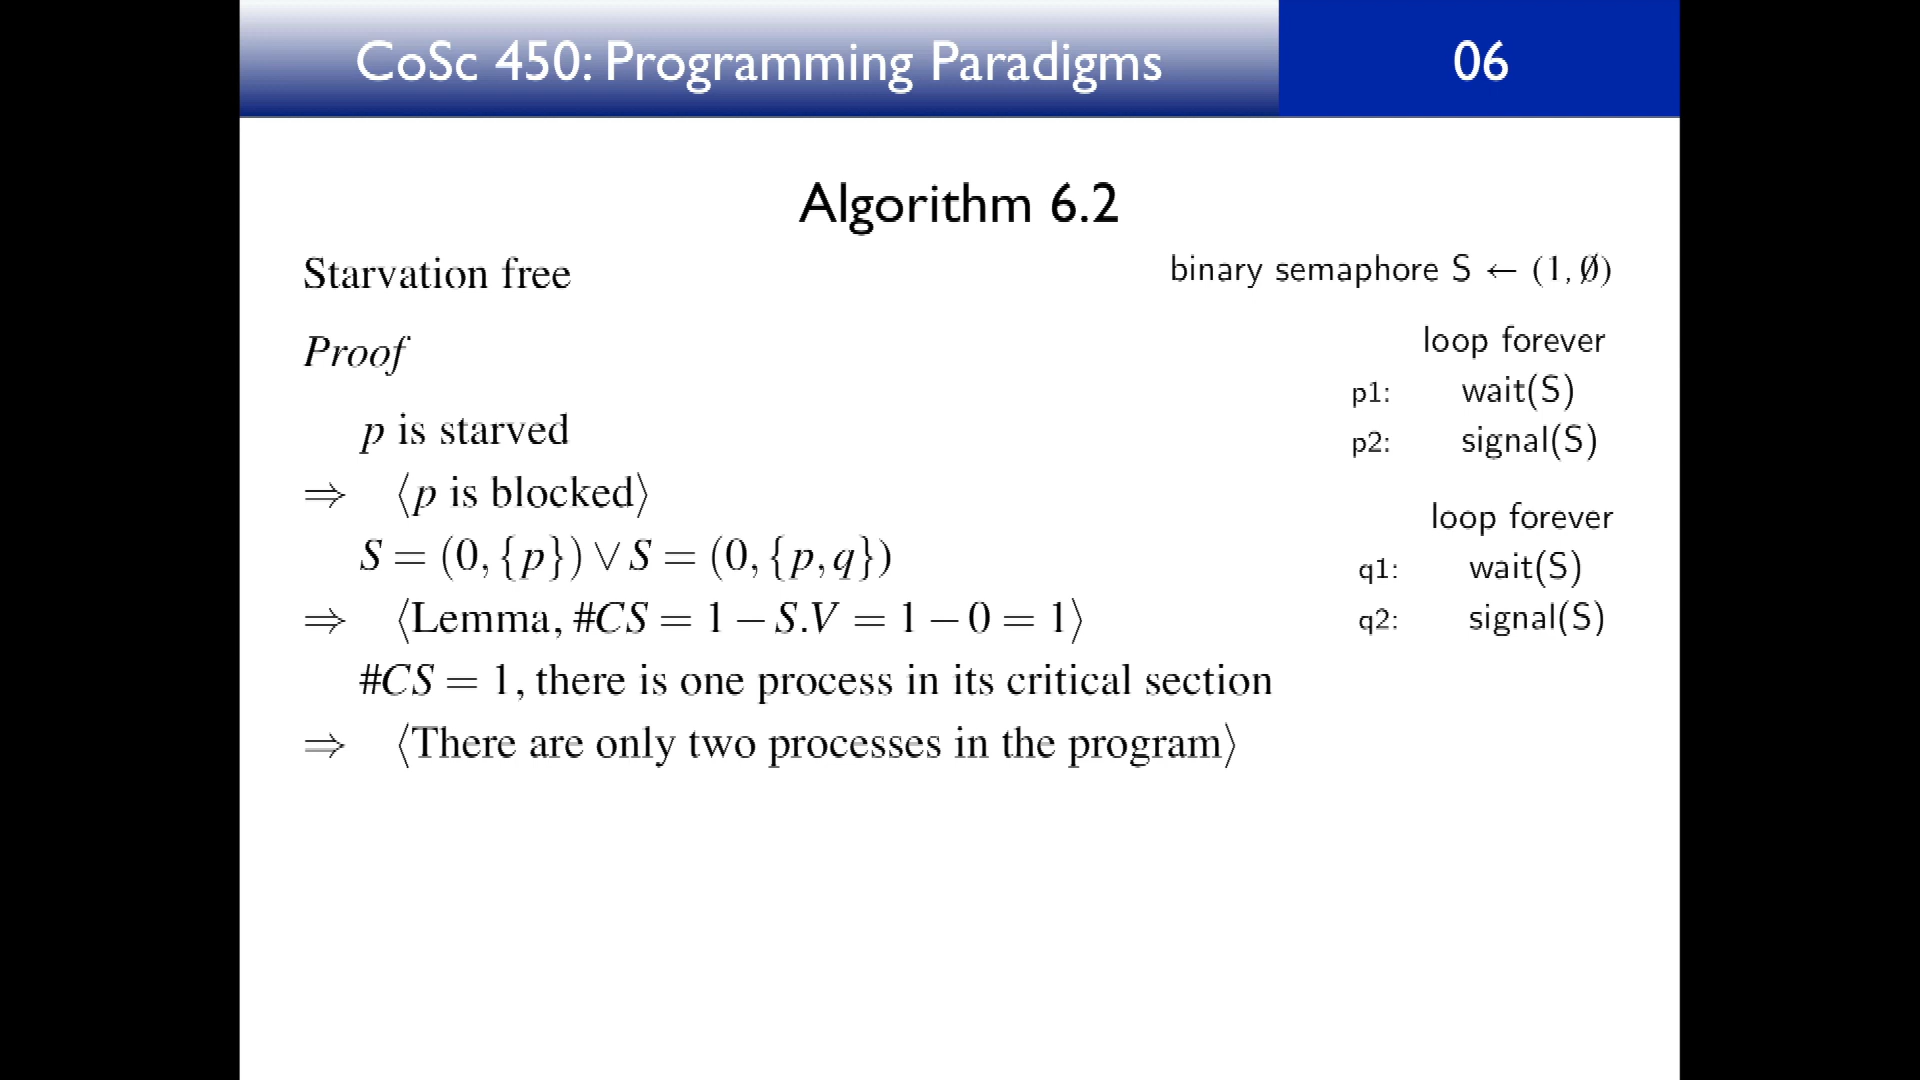 CoSc 450: Programming Paradigms 06
Algorithm 6.2
Starvation free
Proof
p is starved
⇒ ⟨p is blocked⟩
S = (0, {p}) ∨ S = (0, {p, q})
⇒ ⟨Lemma, #CS = 1 − S.V = 1 − 0 = 1⟩
#CS = 1, there is one process in its critical section
⇒ ⟨There are only two processes in the program⟩
binary semaphore S ← (1, ∅)
loop forever
p1: wait(S)
p2: signal(S)
loop forever
q1: wait(S)
q2: signal(S)